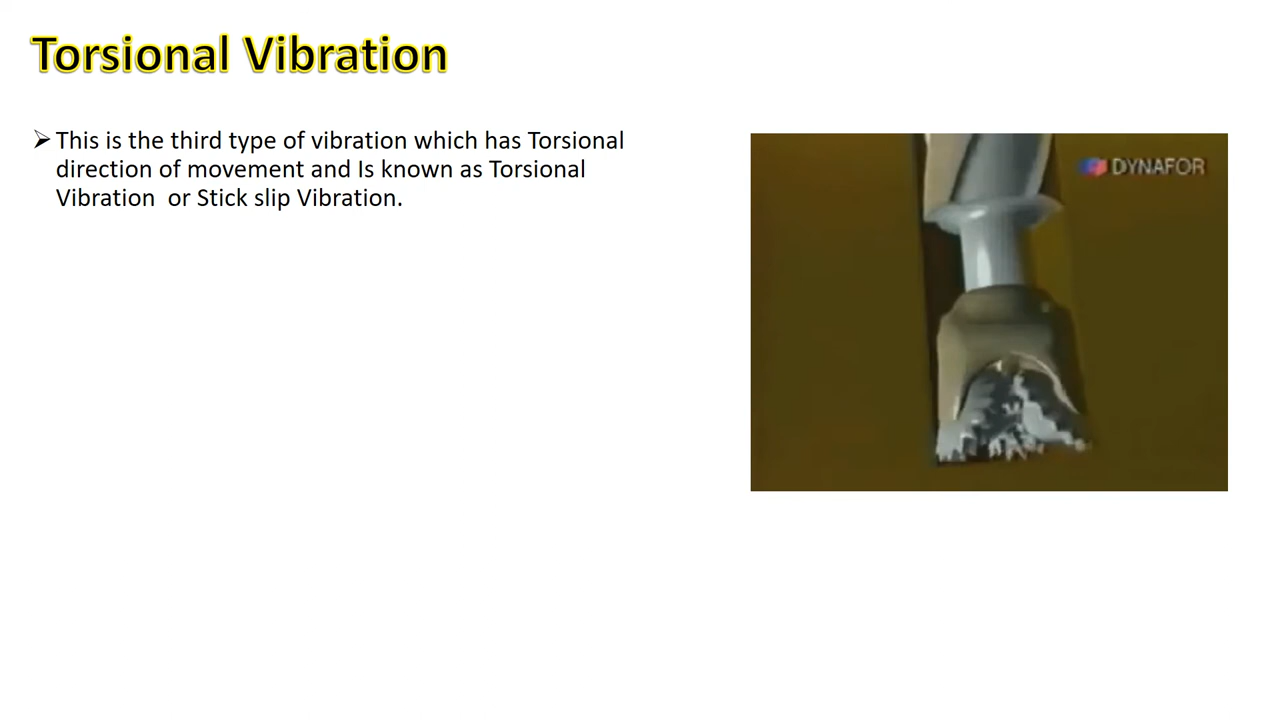 Torsional Vibration
This is the third type of vibration which has Torsional
direction of movement and Is known as Torsional
Vibration  or Stick slip Vibration.
DYNAFOR